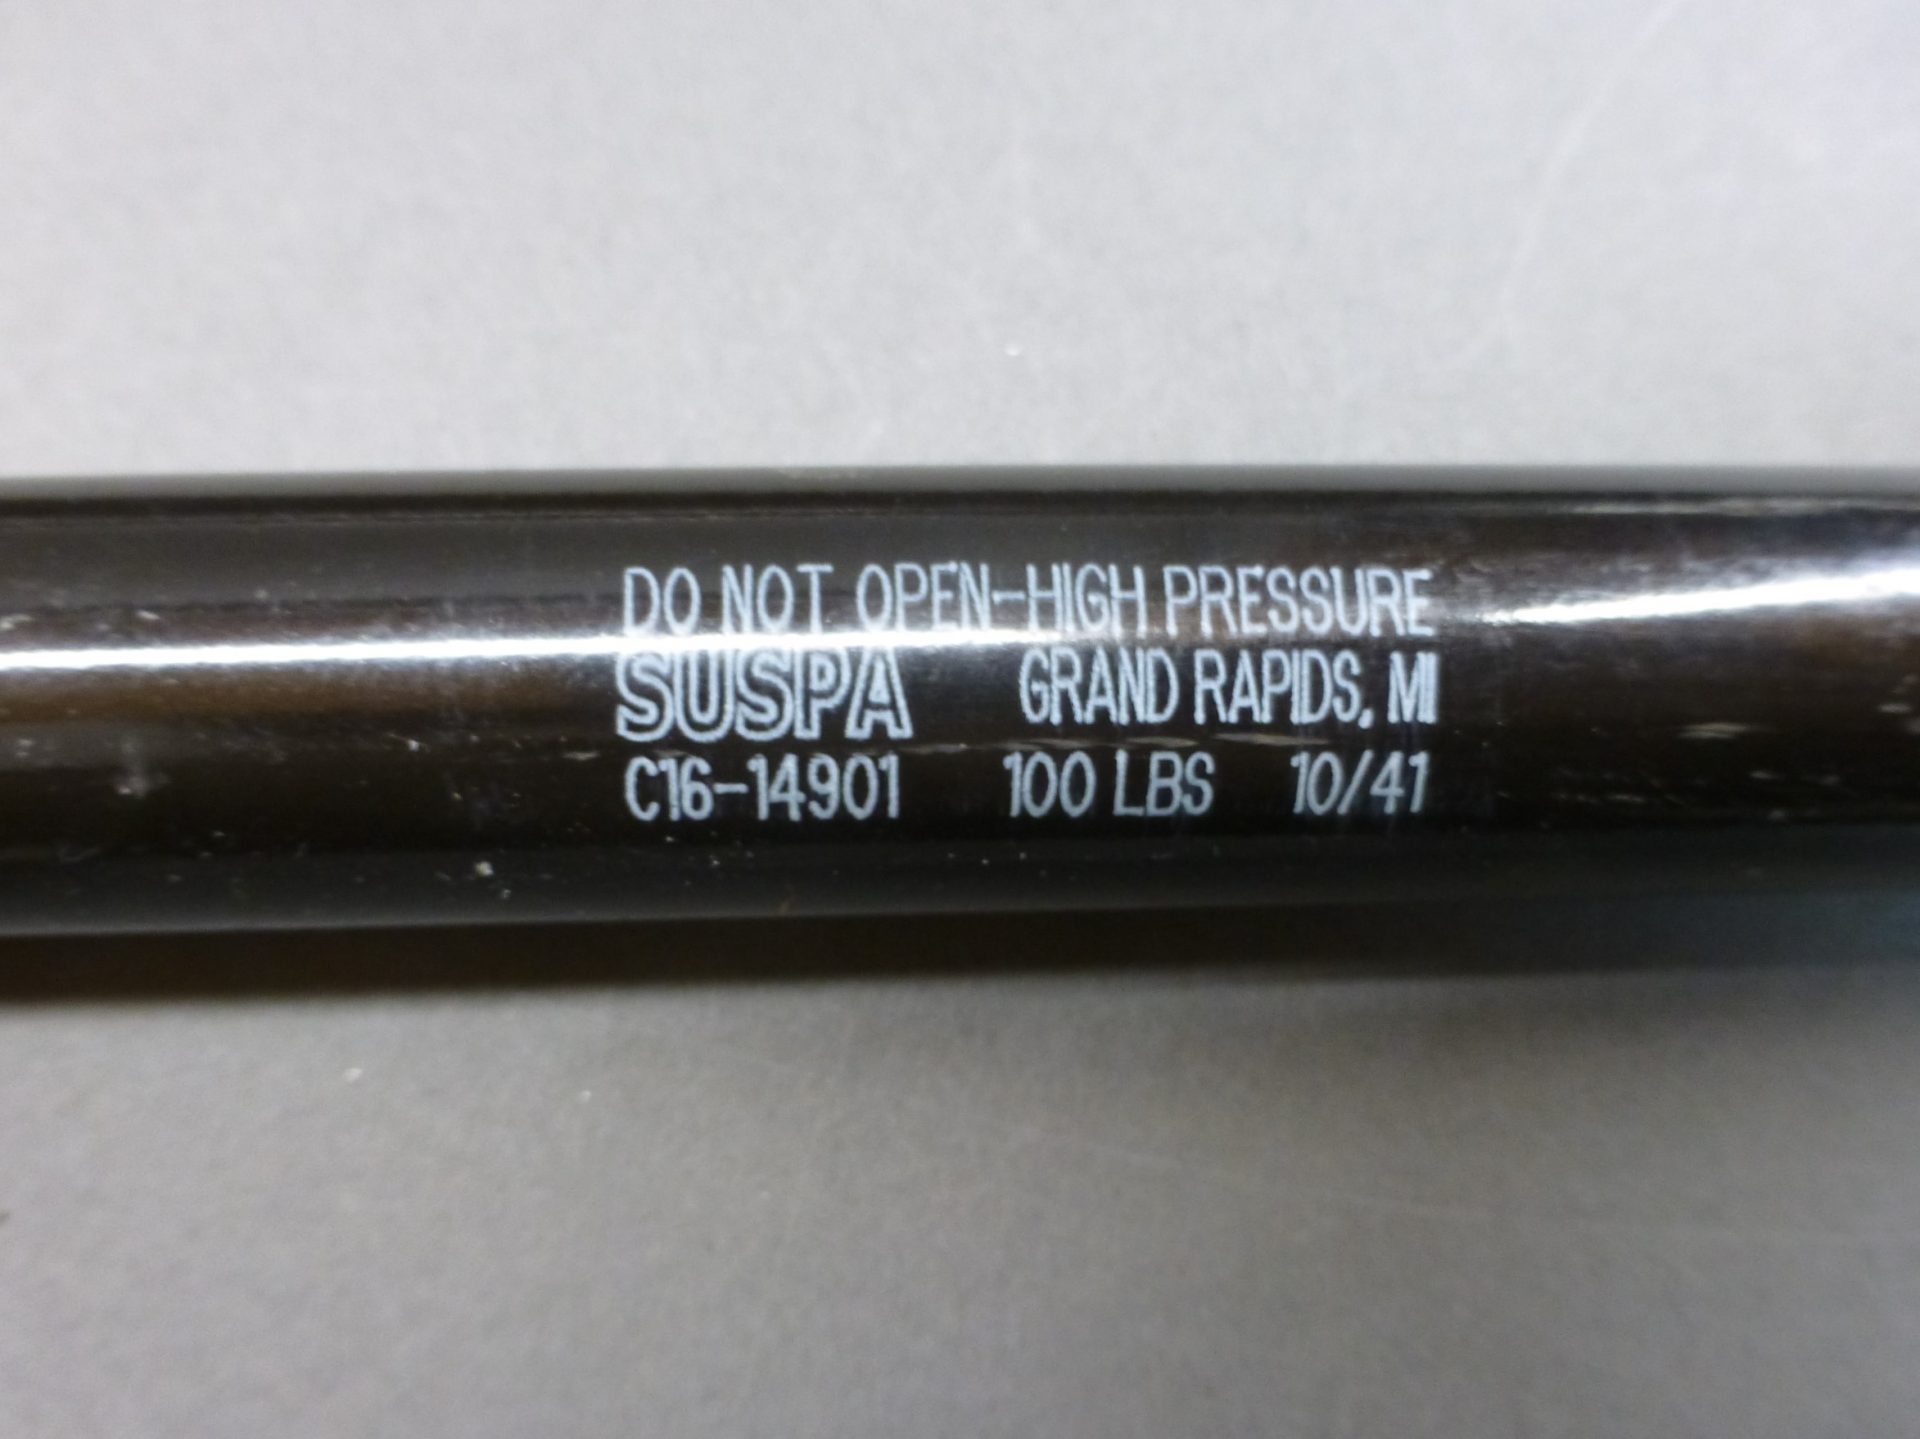 DO NOT OPEN-HIGH PRESSURE
SUSPA GRAND RAPIDS, MI
C16-14901 100 LBS 10/41